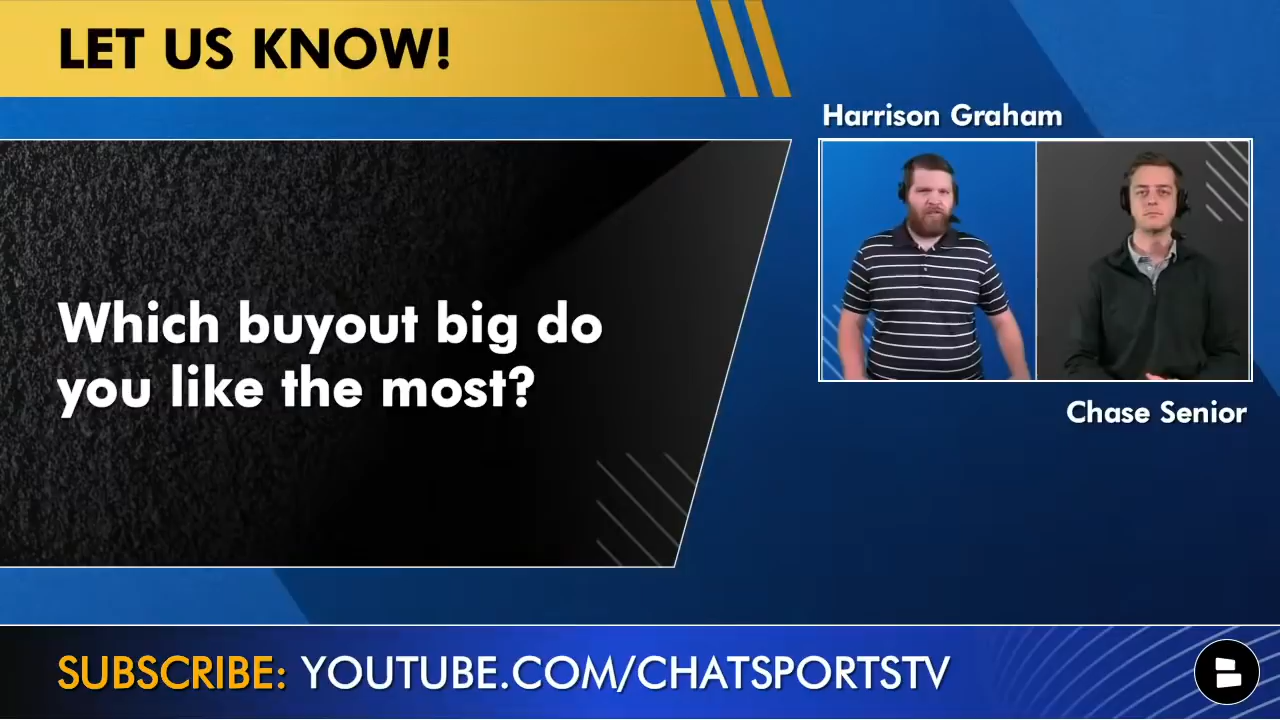 LET US KNOW!
Harrison Graham
Which buyout big do
you like the most?
Chase Senior
SUBSCRIBE: YOUTUBE.COM/CHATSPORTSTV